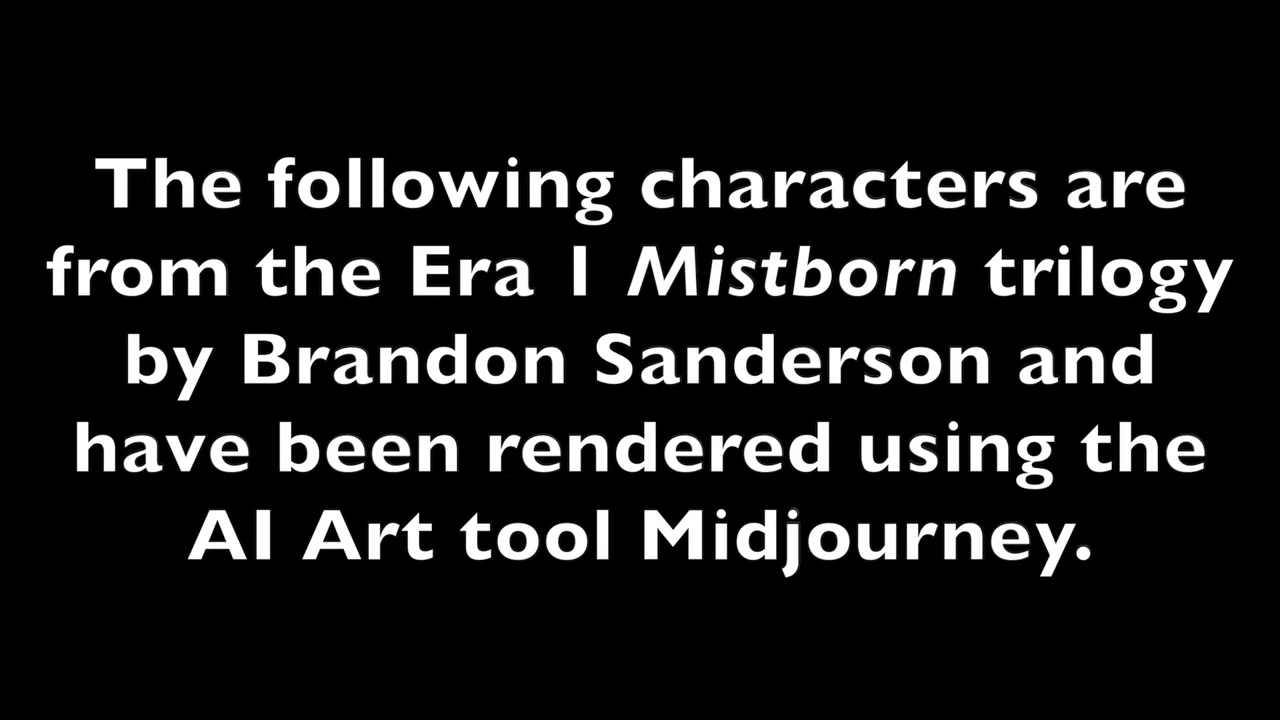 The following characters are
from the Era 1 Mistborn trilogy
by Brandon Sanderson and
have been rendered using the
AI Art tool Midjourney.